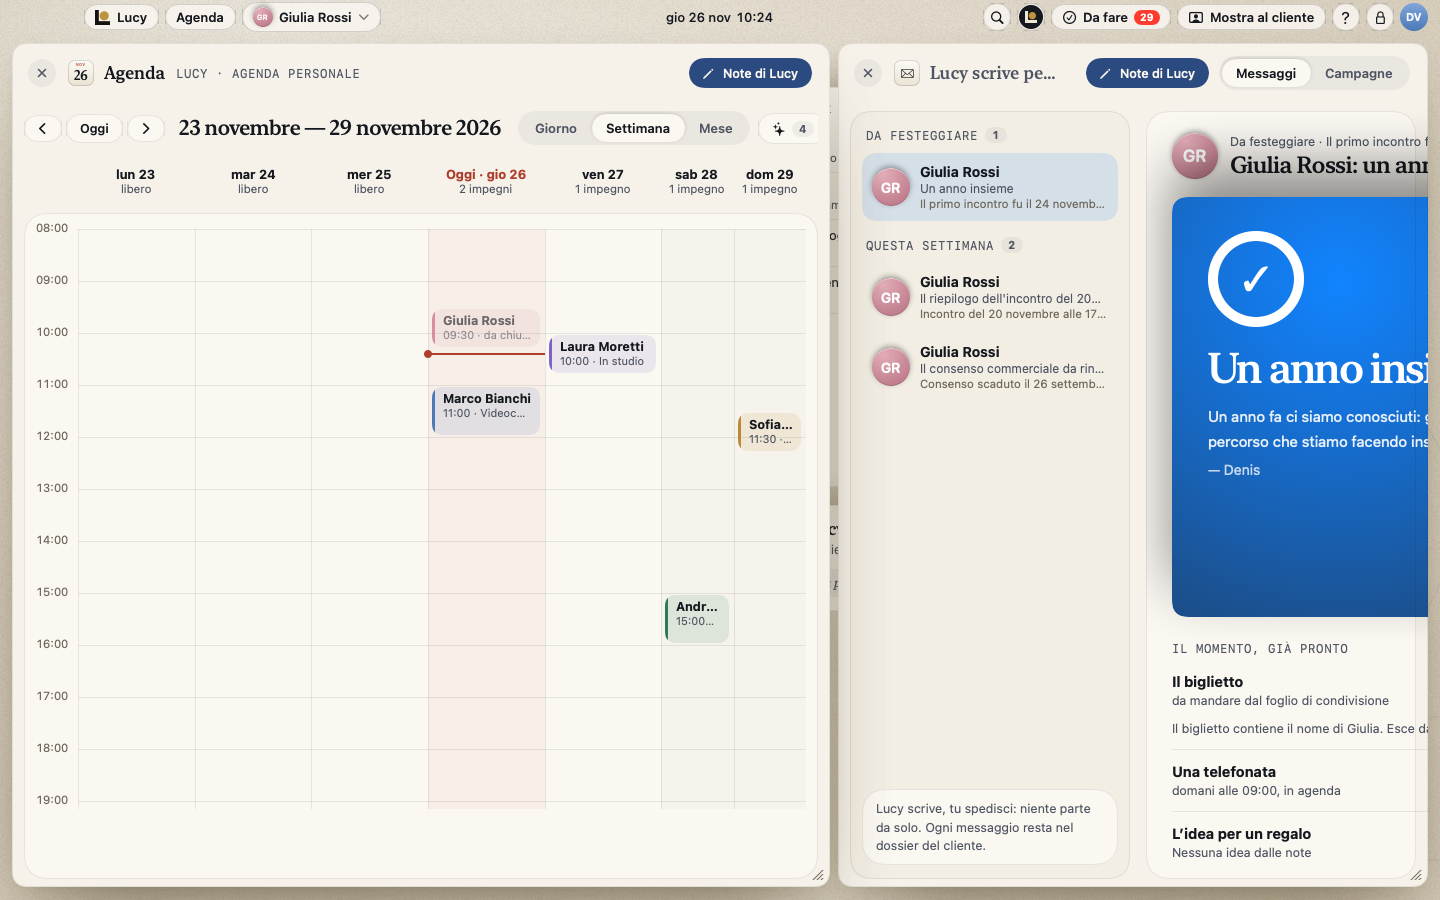 Lucy
Agenda
GR Giulia Rossi
gio 26 nov 10:24
Da fare 29
Mostra al cliente
?
DV
NOV
26
Agenda
LUCY · AGENDA PERSONALE
Note di Lucy
Oggi
23 novembre — 29 novembre 2026
Giorno
Settimana
Mese
4
lun 23
libero
mar 24
libero
mer 25
libero
Oggi · gio 26
2 impegni
ven 27
1 impegno
sab 28
1 impegno
dom 29
1 impegno
08:00
09:00
10:00
11:00
12:00
13:00
14:00
15:00
16:00
17:00
18:00
19:00
Giulia Rossi
09:30 · da chiu...
Laura Moretti
10:00 · In studio
Marco Bianchi
11:00 · Videoc...
Sofia...
11:30 ·...
Andr...
15:00...
Lucy scrive pe...
Note di Lucy
Messaggi
Campagne
DA FESTEGGIARE 1
GR
Giulia Rossi
Un anno insieme
Il primo incontro fu il 24 novemb...
QUESTA SETTIMANA 2
GR
Giulia Rossi
Il riepilogo dell'incontro del 20...
Incontro del 20 novembre alle 17...
GR
Giulia Rossi
Il consenso commerciale da rin...
Consenso scaduto il 26 settemb...
Lucy scrive, tu spedisci: niente parte
da solo. Ogni messaggio resta nel
dossier del cliente.
GR
Da festeggiare · Il primo incontro f
Giulia Rossi: un ann
✓
Un anno insi
Un anno fa ci siamo conosciuti: g
percorso che stiamo facendo ins
— Denis
IL MOMENTO, GIÀ PRONTO
Il biglietto
da mandare dal foglio di condivisione
Il biglietto contiene il nome di Giulia. Esce da
Una telefonata
domani alle 09:00, in agenda
L'idea per un regalo
Nessuna idea dalle note